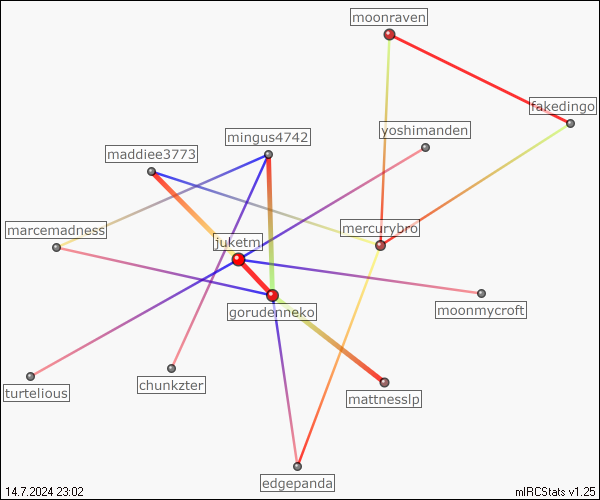 moonraven
fakedingo
yoshimanden
mingus4742
maddiee3773
marcemadness
mercurybro
juketm
gorudenneko
moonmycroft
turtelious
chunkzter
mattnesslp
edgepanda
14.7.2024 23:02
mIRCStats v1.25